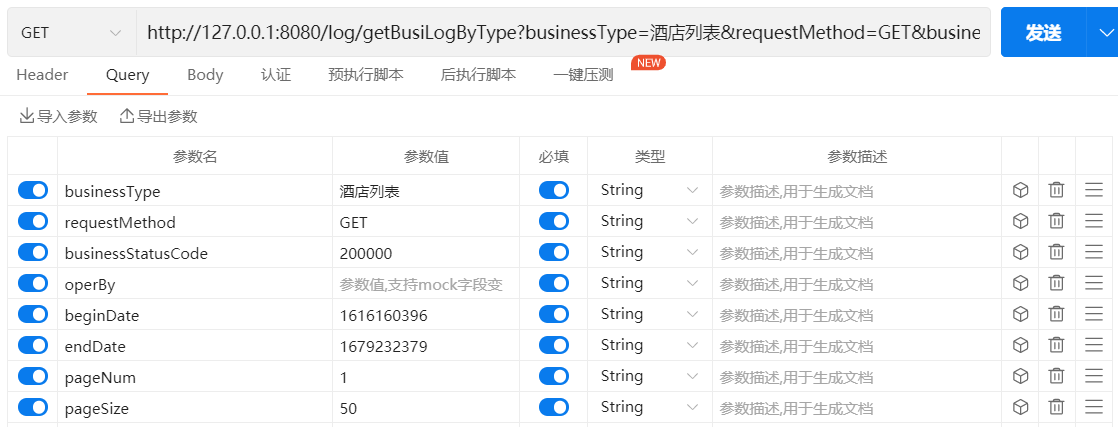 GET http://127.0.0.1:8080/log/getBusiLogByType?businessType=酒店列表&requestMethod=GET&busine 发送
Header Query Body 认证 预执行脚本 后执行脚本 一键压测 NEW
导入参数 导出参数
参数名 参数值 必填 类型 参数描述
businessType 酒店列表 String 参数描述,用于生成文档
requestMethod GET String 参数描述,用于生成文档
businessStatusCode 200000 String 参数描述,用于生成文档
operBy 参数值,支持mock字段变 String 参数描述,用于生成文档
beginDate 1616160396 String 参数描述,用于生成文档
endDate 1679232379 String 参数描述,用于生成文档
pageNum 1 String 参数描述,用于生成文档
pageSize 50 String 参数描述,用于生成文档